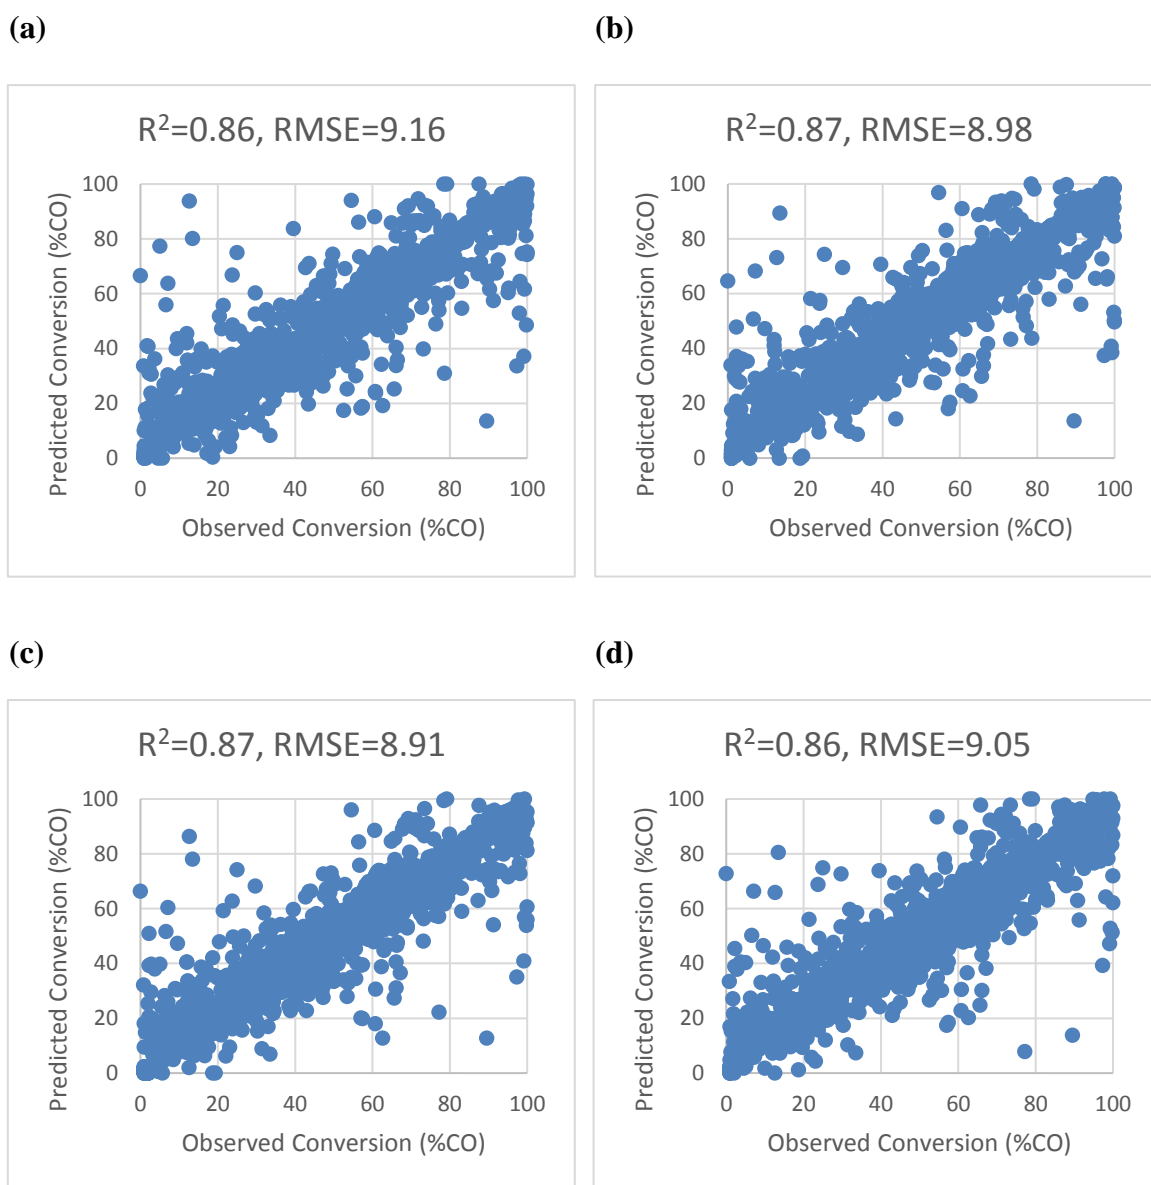 (a)
(b)
R²=0.86, RMSE=9.16
100
80
60
40
20
0
Predicted Conversion (%CO)
0 20 40 60 80 100
Observed Conversion (%CO)
R²=0.87, RMSE=8.98
100
80
60
40
20
0
Predicted Conversion (%CO)
0 20 40 60 80 100
Observed Conversion (%CO)
(c)
(d)
R²=0.87, RMSE=8.91
100
80
60
40
20
0
Predicted Conversion (%CO)
0 20 40 60 80 100
Observed Conversion (%CO)
R²=0.86, RMSE=9.05
100
80
60
40
20
0
Predicted Conversion (%CO)
0 20 40 60 80 100
Observed Conversion (%CO)